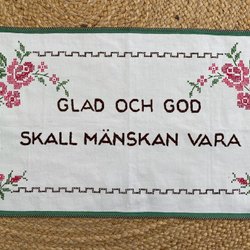 GLAD OCH GOD
SKALL MÄNSKAN VARA